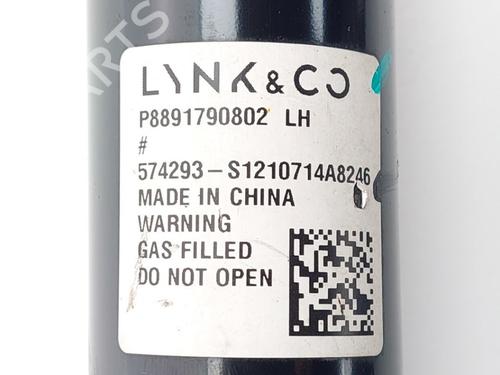 LYNK & CO
P8891790802 LH
#
574293-S1210714A8246
MADE IN CHINA
WARNING
GAS FILLED
DO NOT OPEN